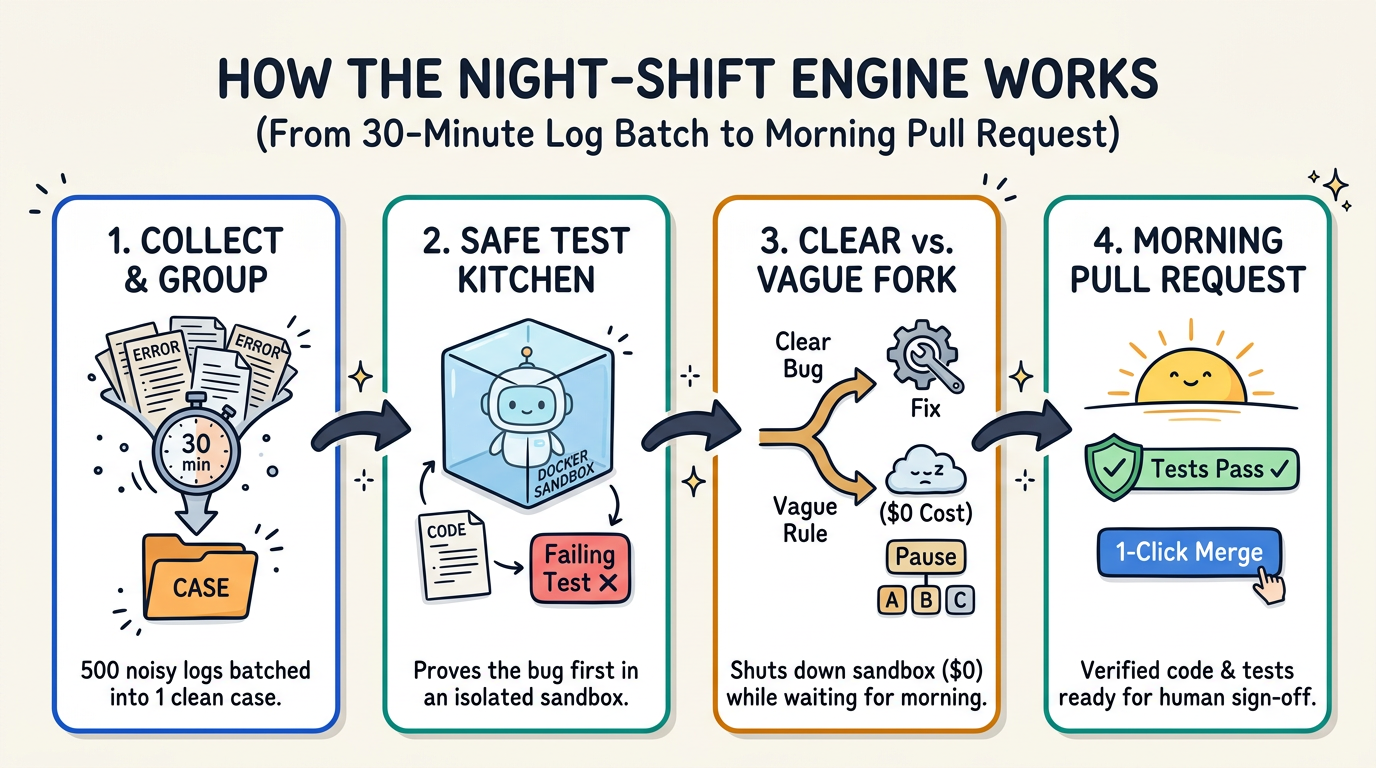 HOW THE NIGHT-SHIFT ENGINE WORKS
(From 30-Minute Log Batch to Morning Pull Request)
1. COLLECT
& GROUP
ERROR
ERROR
30
min
CASE
500 noisy logs batched
into 1 clean case.
2. SAFE TEST
KITCHEN
DOCKER
SANDBOX
CODE
Failing
Test ✕
Proves the bug first in
an isolated sandbox.
3. CLEAR vs.
VAGUE FORK
Clear
Bug
Fix
z
Vague
Rule
($0 Cost)
Pause
A B C
Shuts down sandbox ($0)
while waiting for morning.
4. MORNING
PULL REQUEST
Tests Pass ✓
1-Click Merge
Verified code & tests
ready for human sign-off.